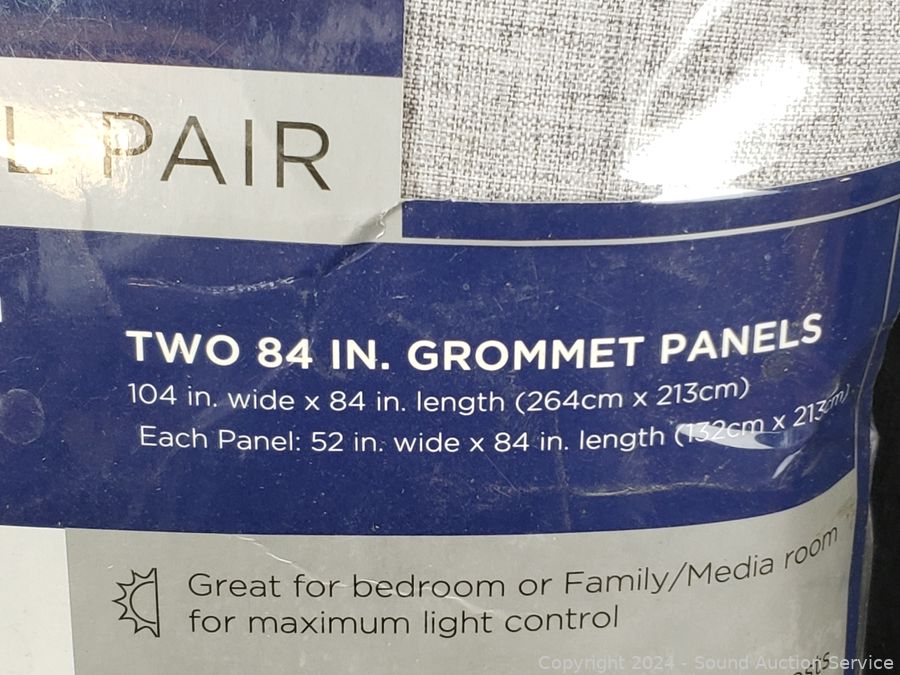 L PAIR
TWO 84 IN. GROMMET PANELS
104 in. wide x 84 in. length (264cm x 213cm)
Each Panel: 52 in. wide x 84 in. length (132cm x 213cm)
Great for bedroom or Family/Media room
for maximum light control
Copyright 2024 - Sound Auction Service